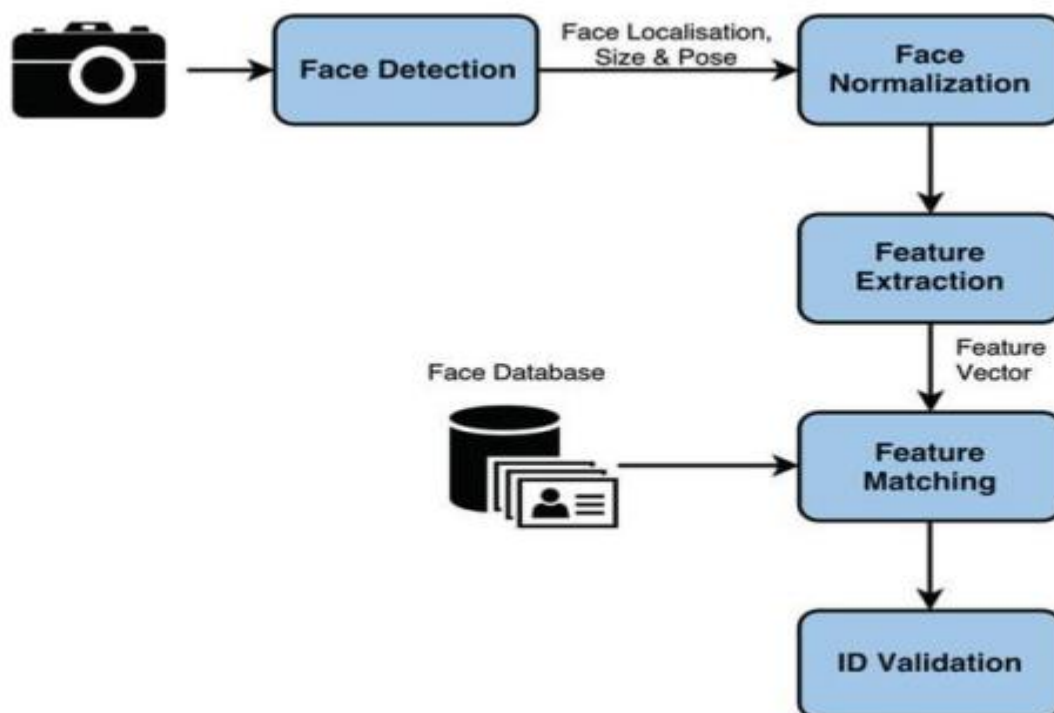 Face Detection
Face Localisation,
Size & Pose
Face
Normalization
Feature
Extraction
Feature
Vector
Face Database
Feature
Matching
ID Validation